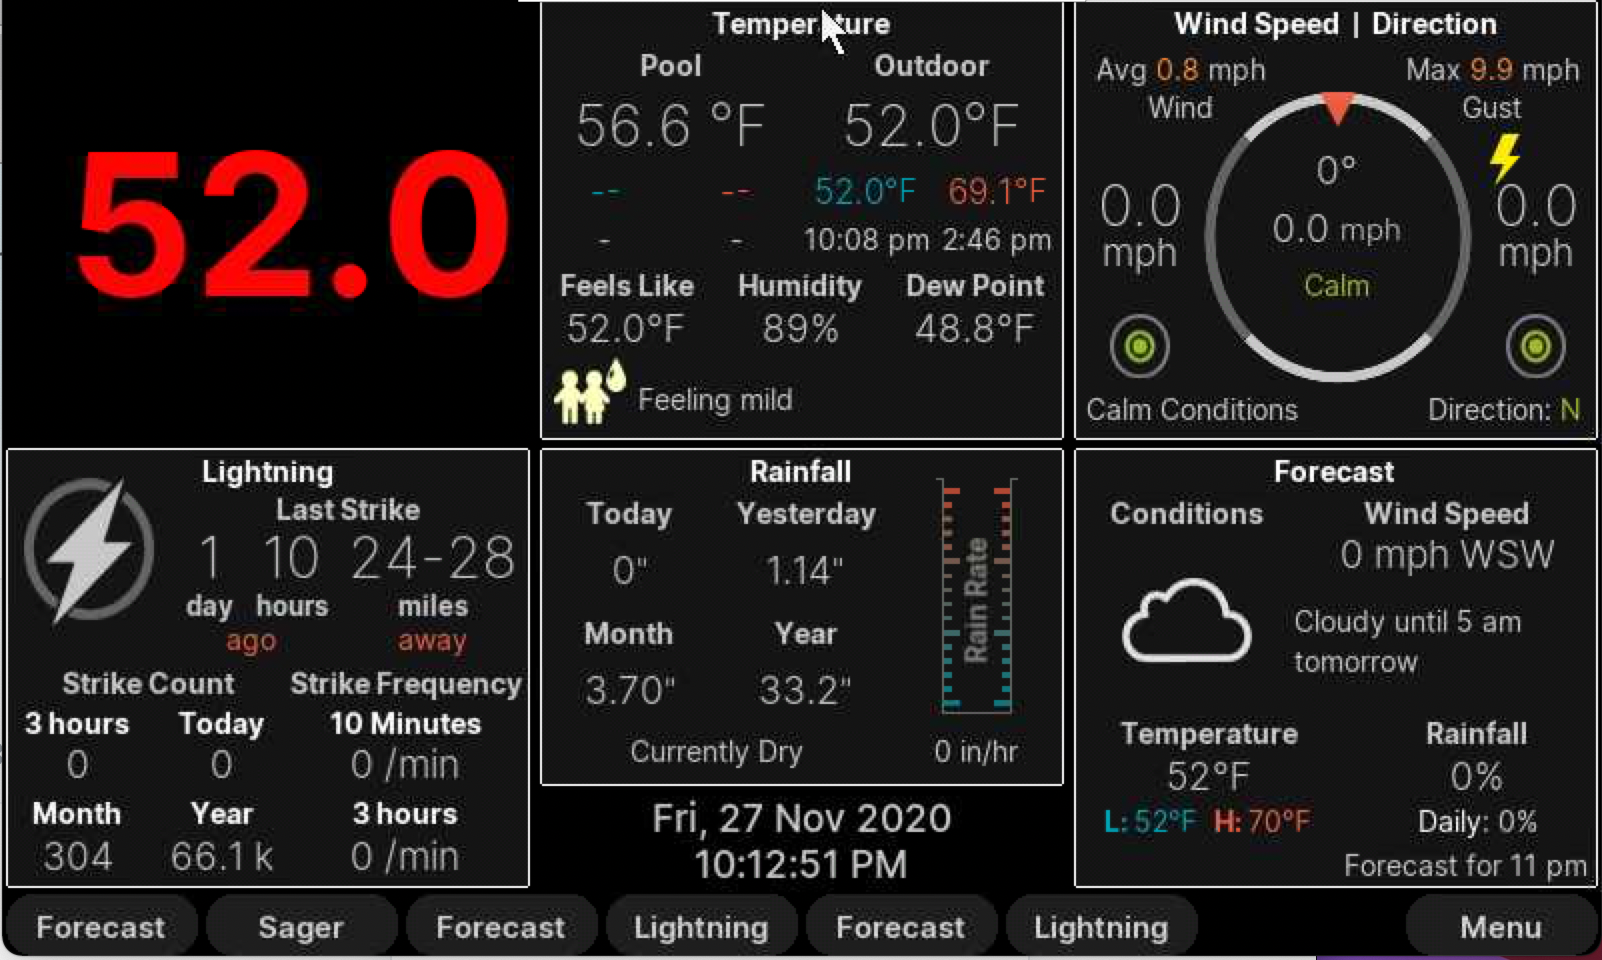 52.0
Temperature
Pool Outdoor
56.6 °F 52.0°F
-- -- 52.0°F 69.1°F
- - 10:08 pm 2:46 pm
Feels Like Humidity Dew Point
52.0°F 89% 48.8°F
Feeling mild
Wind Speed | Direction
Avg 0.8 mph Max 9.9 mph
Wind Gust
0°
0.0 mph 0.0 mph 0.0 mph
Calm
Calm Conditions Direction: N
Lightning
Last Strike
1 10 24-28
day hours miles
ago away
Strike Count Strike Frequency
3 hours Today 10 Minutes
0 0 0 /min
Month Year 3 hours
304 66.1 k 0 /min
Rainfall
Today Yesterday
0" 1.14"
Month Year
3.70" 33.2"
Rain Rate
Currently Dry 0 in/hr
Fri, 27 Nov 2020
10:12:51 PM
Forecast
Conditions Wind Speed
0 mph WSW
Cloudy until 5 am
tomorrow
Temperature Rainfall
52°F 0%
L: 52°F H: 70°F Daily: 0%
Forecast for 11 pm
Forecast Sager Forecast Lightning Forecast Lightning Menu